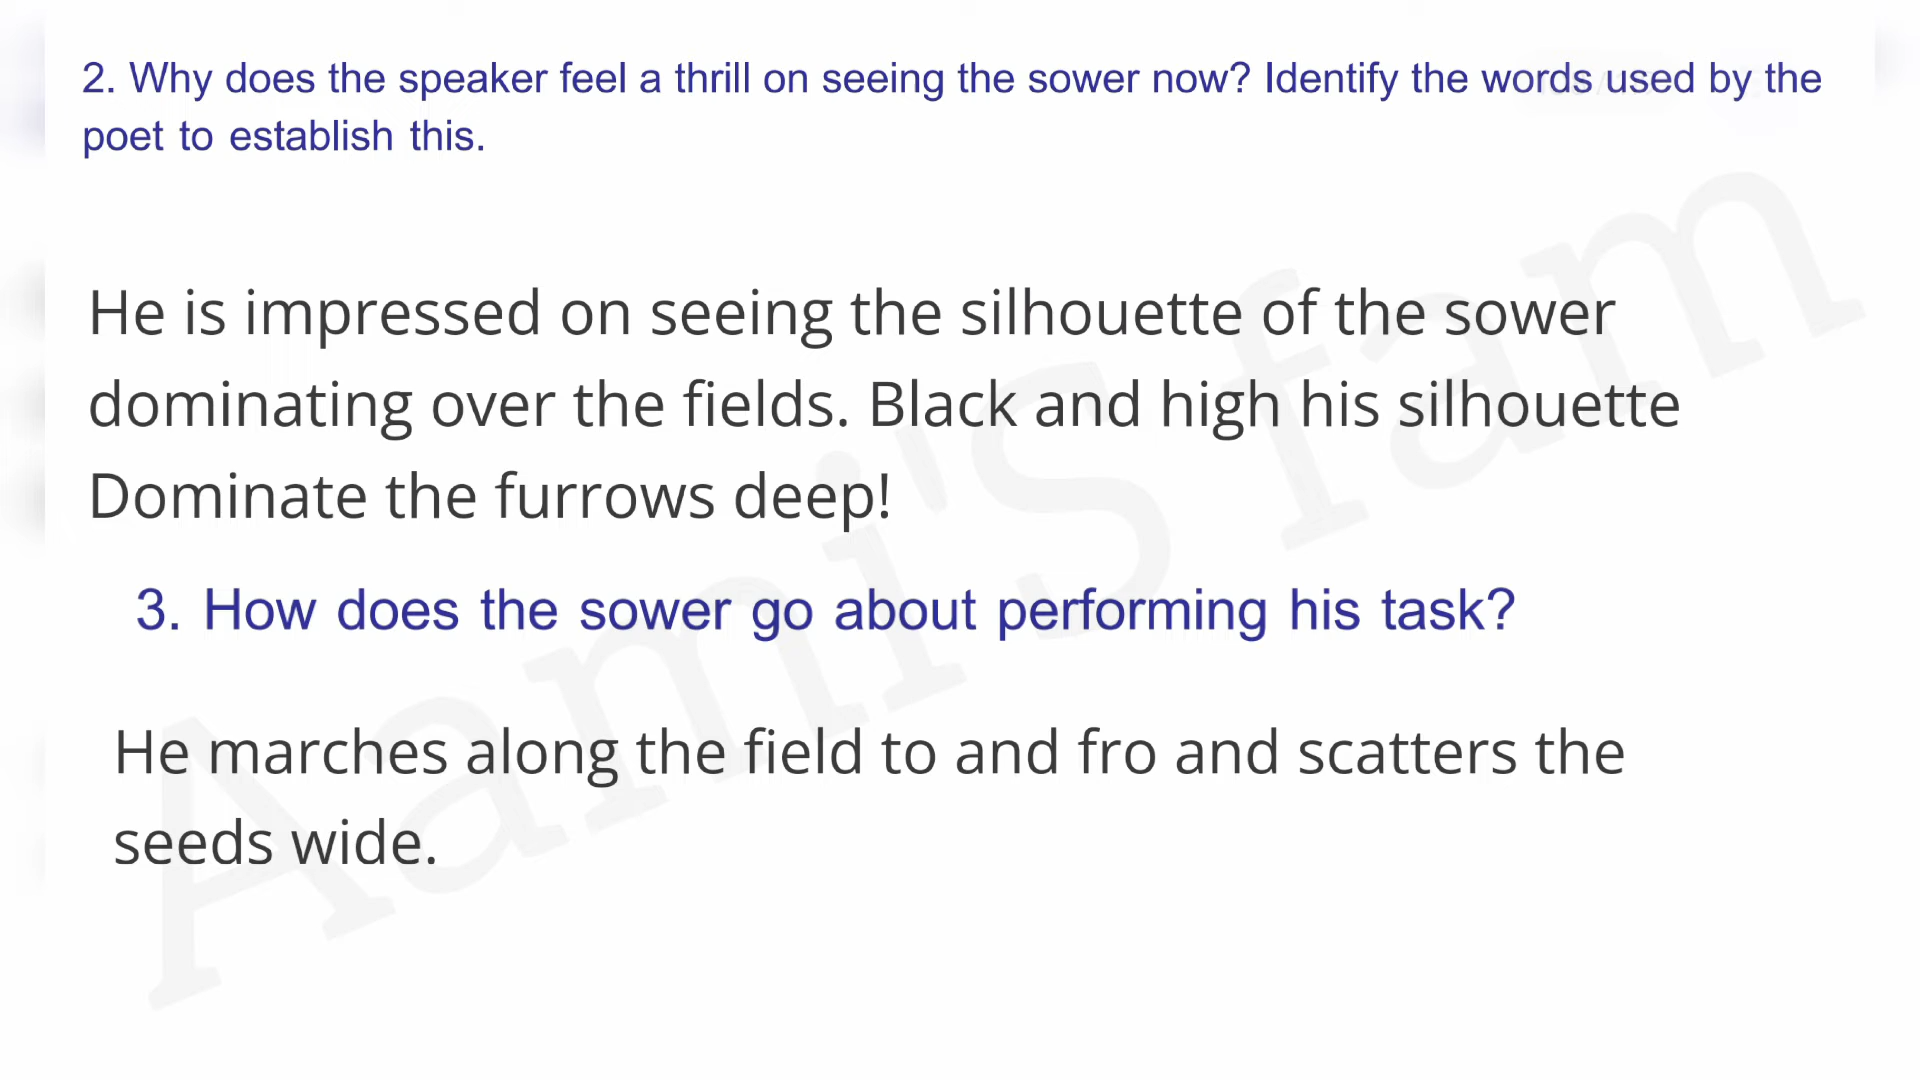 2. Why does the speaker feel a thrill on seeing the sower now? Identify the words used by the
poet to establish this.
He is impressed on seeing the silhouette of the sower
dominating over the fields. Black and high his silhouette
Dominate the furrows deep!
3. How does the sower go about performing his task?
He marches along the field to and fro and scatters the
seeds wide.
Aami'S fam